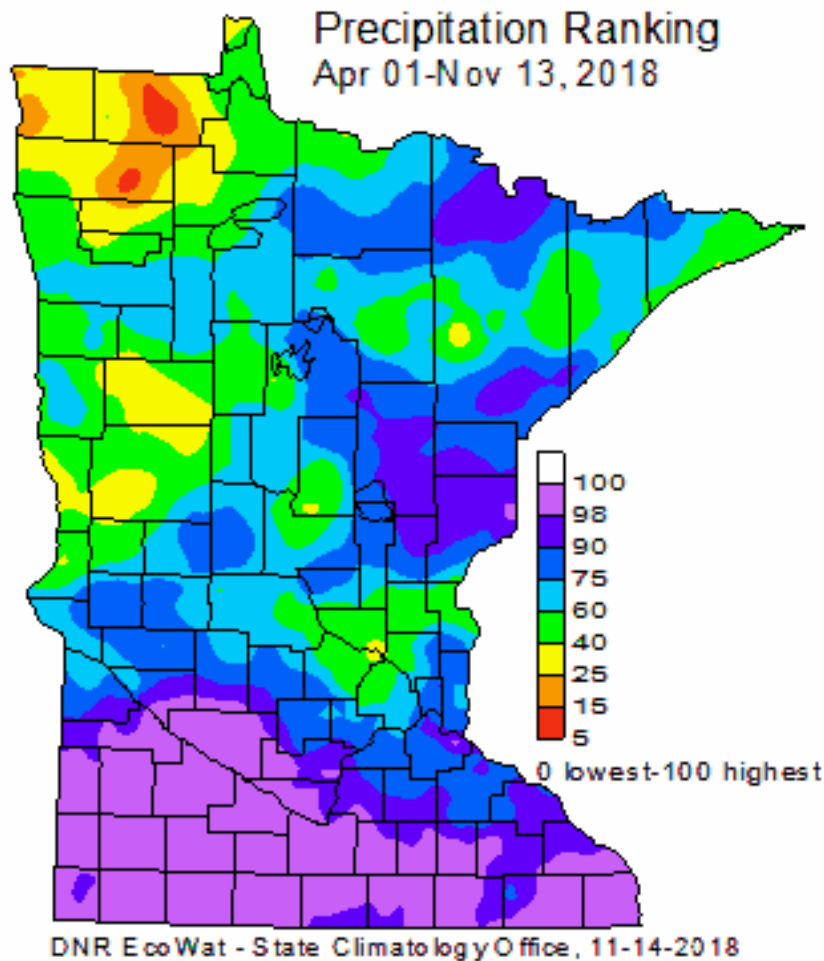 Precipitation Ranking
Apr 01-Nov 13, 2018
100
98
90
75
60
40
25
15
5
0 lowest-100 highest
DNR EcoWat - State Climatology Office, 11-14-2018